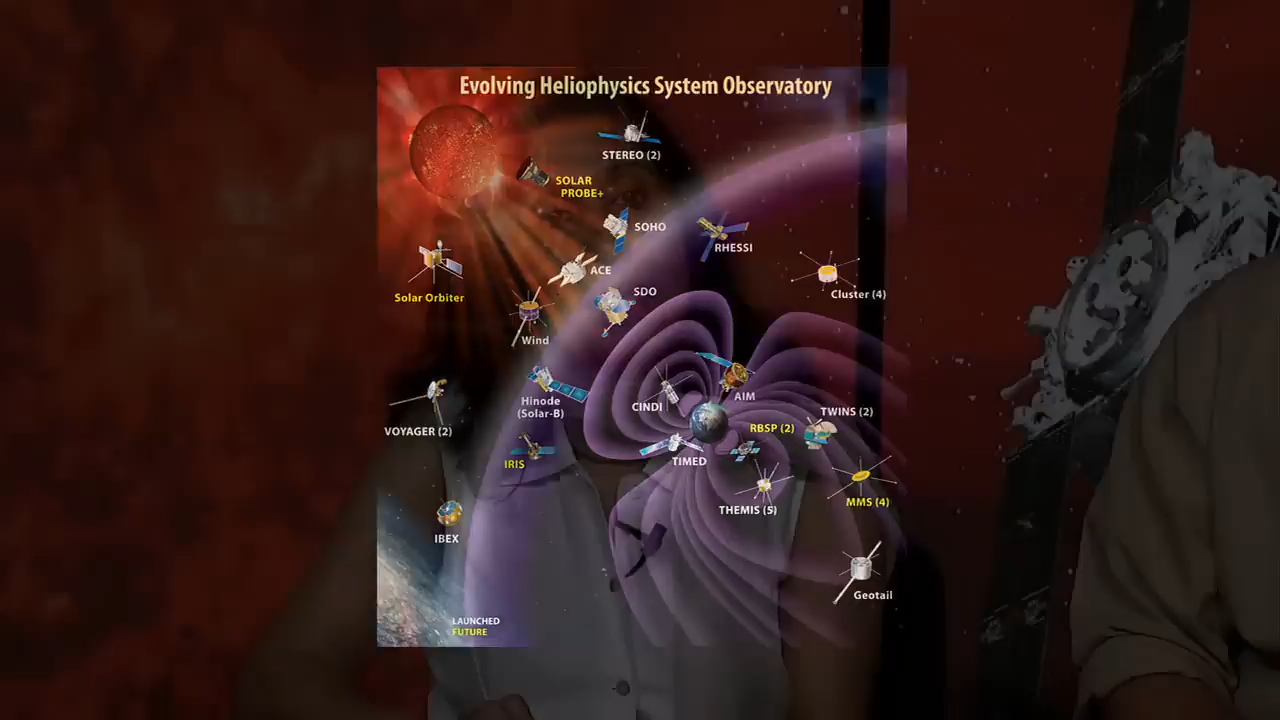 Evolving Heliophysics System Observatory
STEREO (2)
SOLAR
PROBE+
SOHO
RHESSI
ACE
Solar Orbiter
SDO
Cluster (4)
Wind
AIM
Hinode
(Solar-B)
CINDI
TWINS (2)
VOYAGER (2)
RBSP (2)
IRIS
TIMED
MMS (4)
THEMIS (5)
IBEX
Geotail
LAUNCHED
FUTURE